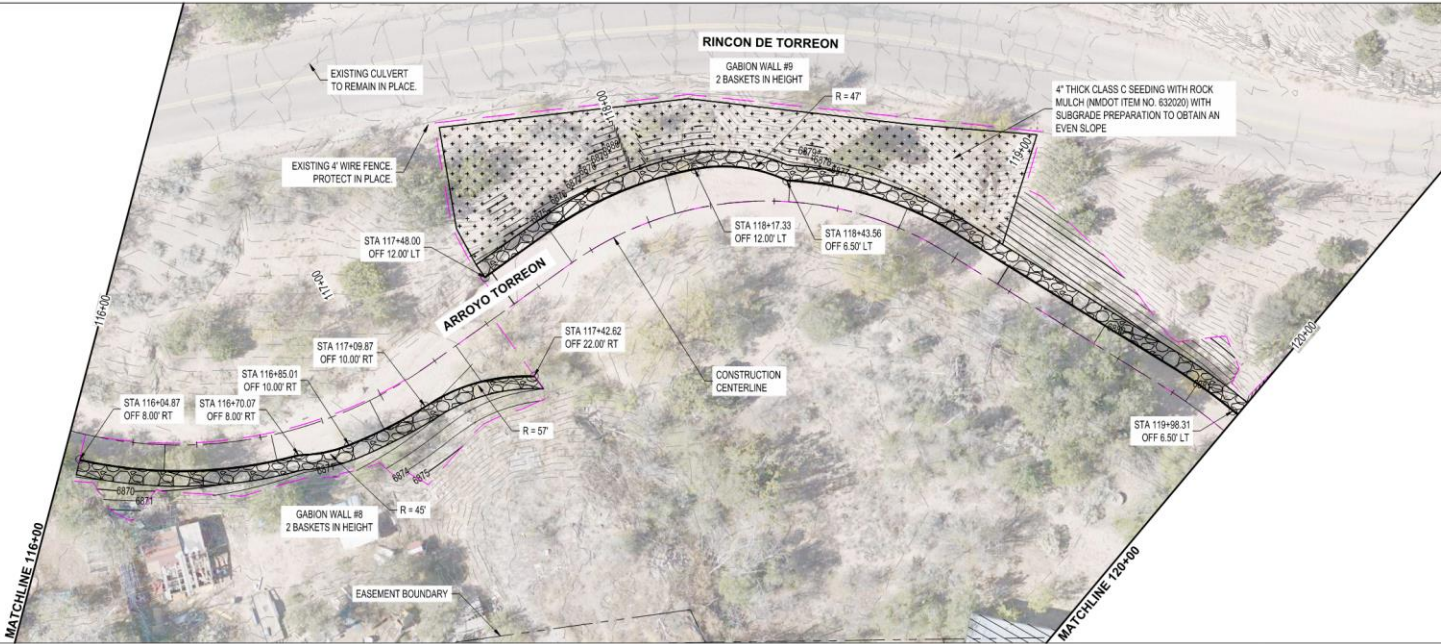 RINCON DE TORREON
GABION WALL #9
2 BASKETS IN HEIGHT
EXISTING CULVERT
TO REMAIN IN PLACE.
R = 47'
4" THICK CLASS C SEEDING WITH ROCK
MULCH (NMDOT ITEM NO. 632020) WITH
SUBGRADE PREPARATION TO OBTAIN AN
EVEN SLOPE
118+00
119+00
EXISTING 4' WIRE FENCE.
PROTECT IN PLACE.
STA 117+48.00
OFF 12.00' LT
STA 118+17.33
OFF 12.00' LT
STA 118+43.56
OFF 6.50' LT
117+00
116+00
ARROYO TORREON
120+00
STA 117+09.87
OFF 10.00' RT
STA 117+42.62
OFF 22.00' RT
STA 116+85.01
OFF 10.00' RT
CONSTRUCTION
CENTERLINE
STA 116+04.87
OFF 8.00' RT
STA 116+70.07
OFF 8.00' RT
STA 119+98.31
OFF 6.50' LT
R = 57'
6874
6875
6870
6871
R = 45'
GABION WALL #8
2 BASKETS IN HEIGHT
EASEMENT BOUNDARY
MATCHLINE 116+00
MATCHLINE 120+00